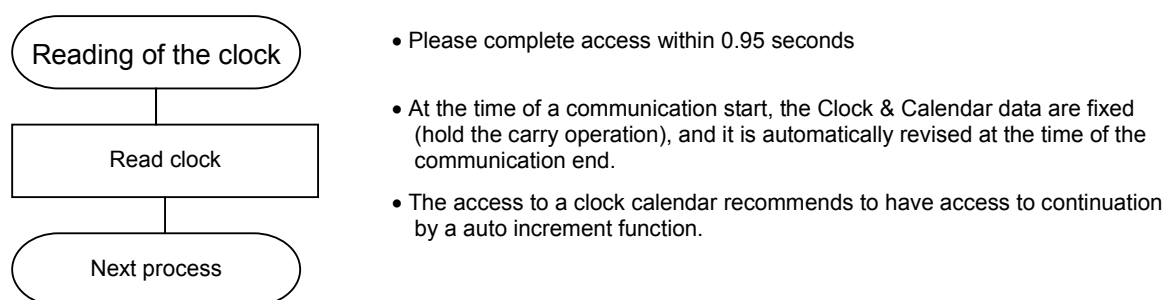 Reading of the clock
Read clock
Next process
• Please complete access within 0.95 seconds
• At the time of a communication start, the Clock & Calendar data are fixed
(hold the carry operation), and it is automatically revised at the time of the
communication end.
• The access to a clock calendar recommends to have access to continuation
by a auto increment function.